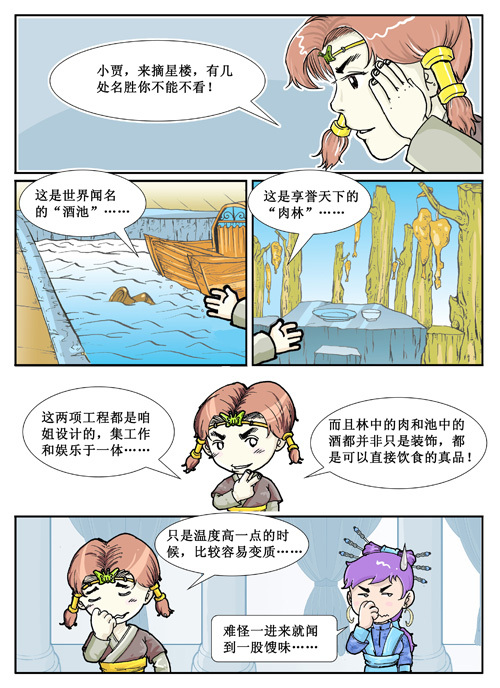 小贾，来摘星楼，有几
处名胜你不能不看！
这是世界闻名
的“酒池”……
这是享誉天下的
“肉林”……
这两项工程都是咱
姐设计的，集工作
和娱乐于一体……
而且林中的肉和池中的
酒都并非只是装饰，都
是可以直接饮食的真品！
只是温度高一点的时
候，比较容易变质……
难怪一进来就闻
到一股馊味……